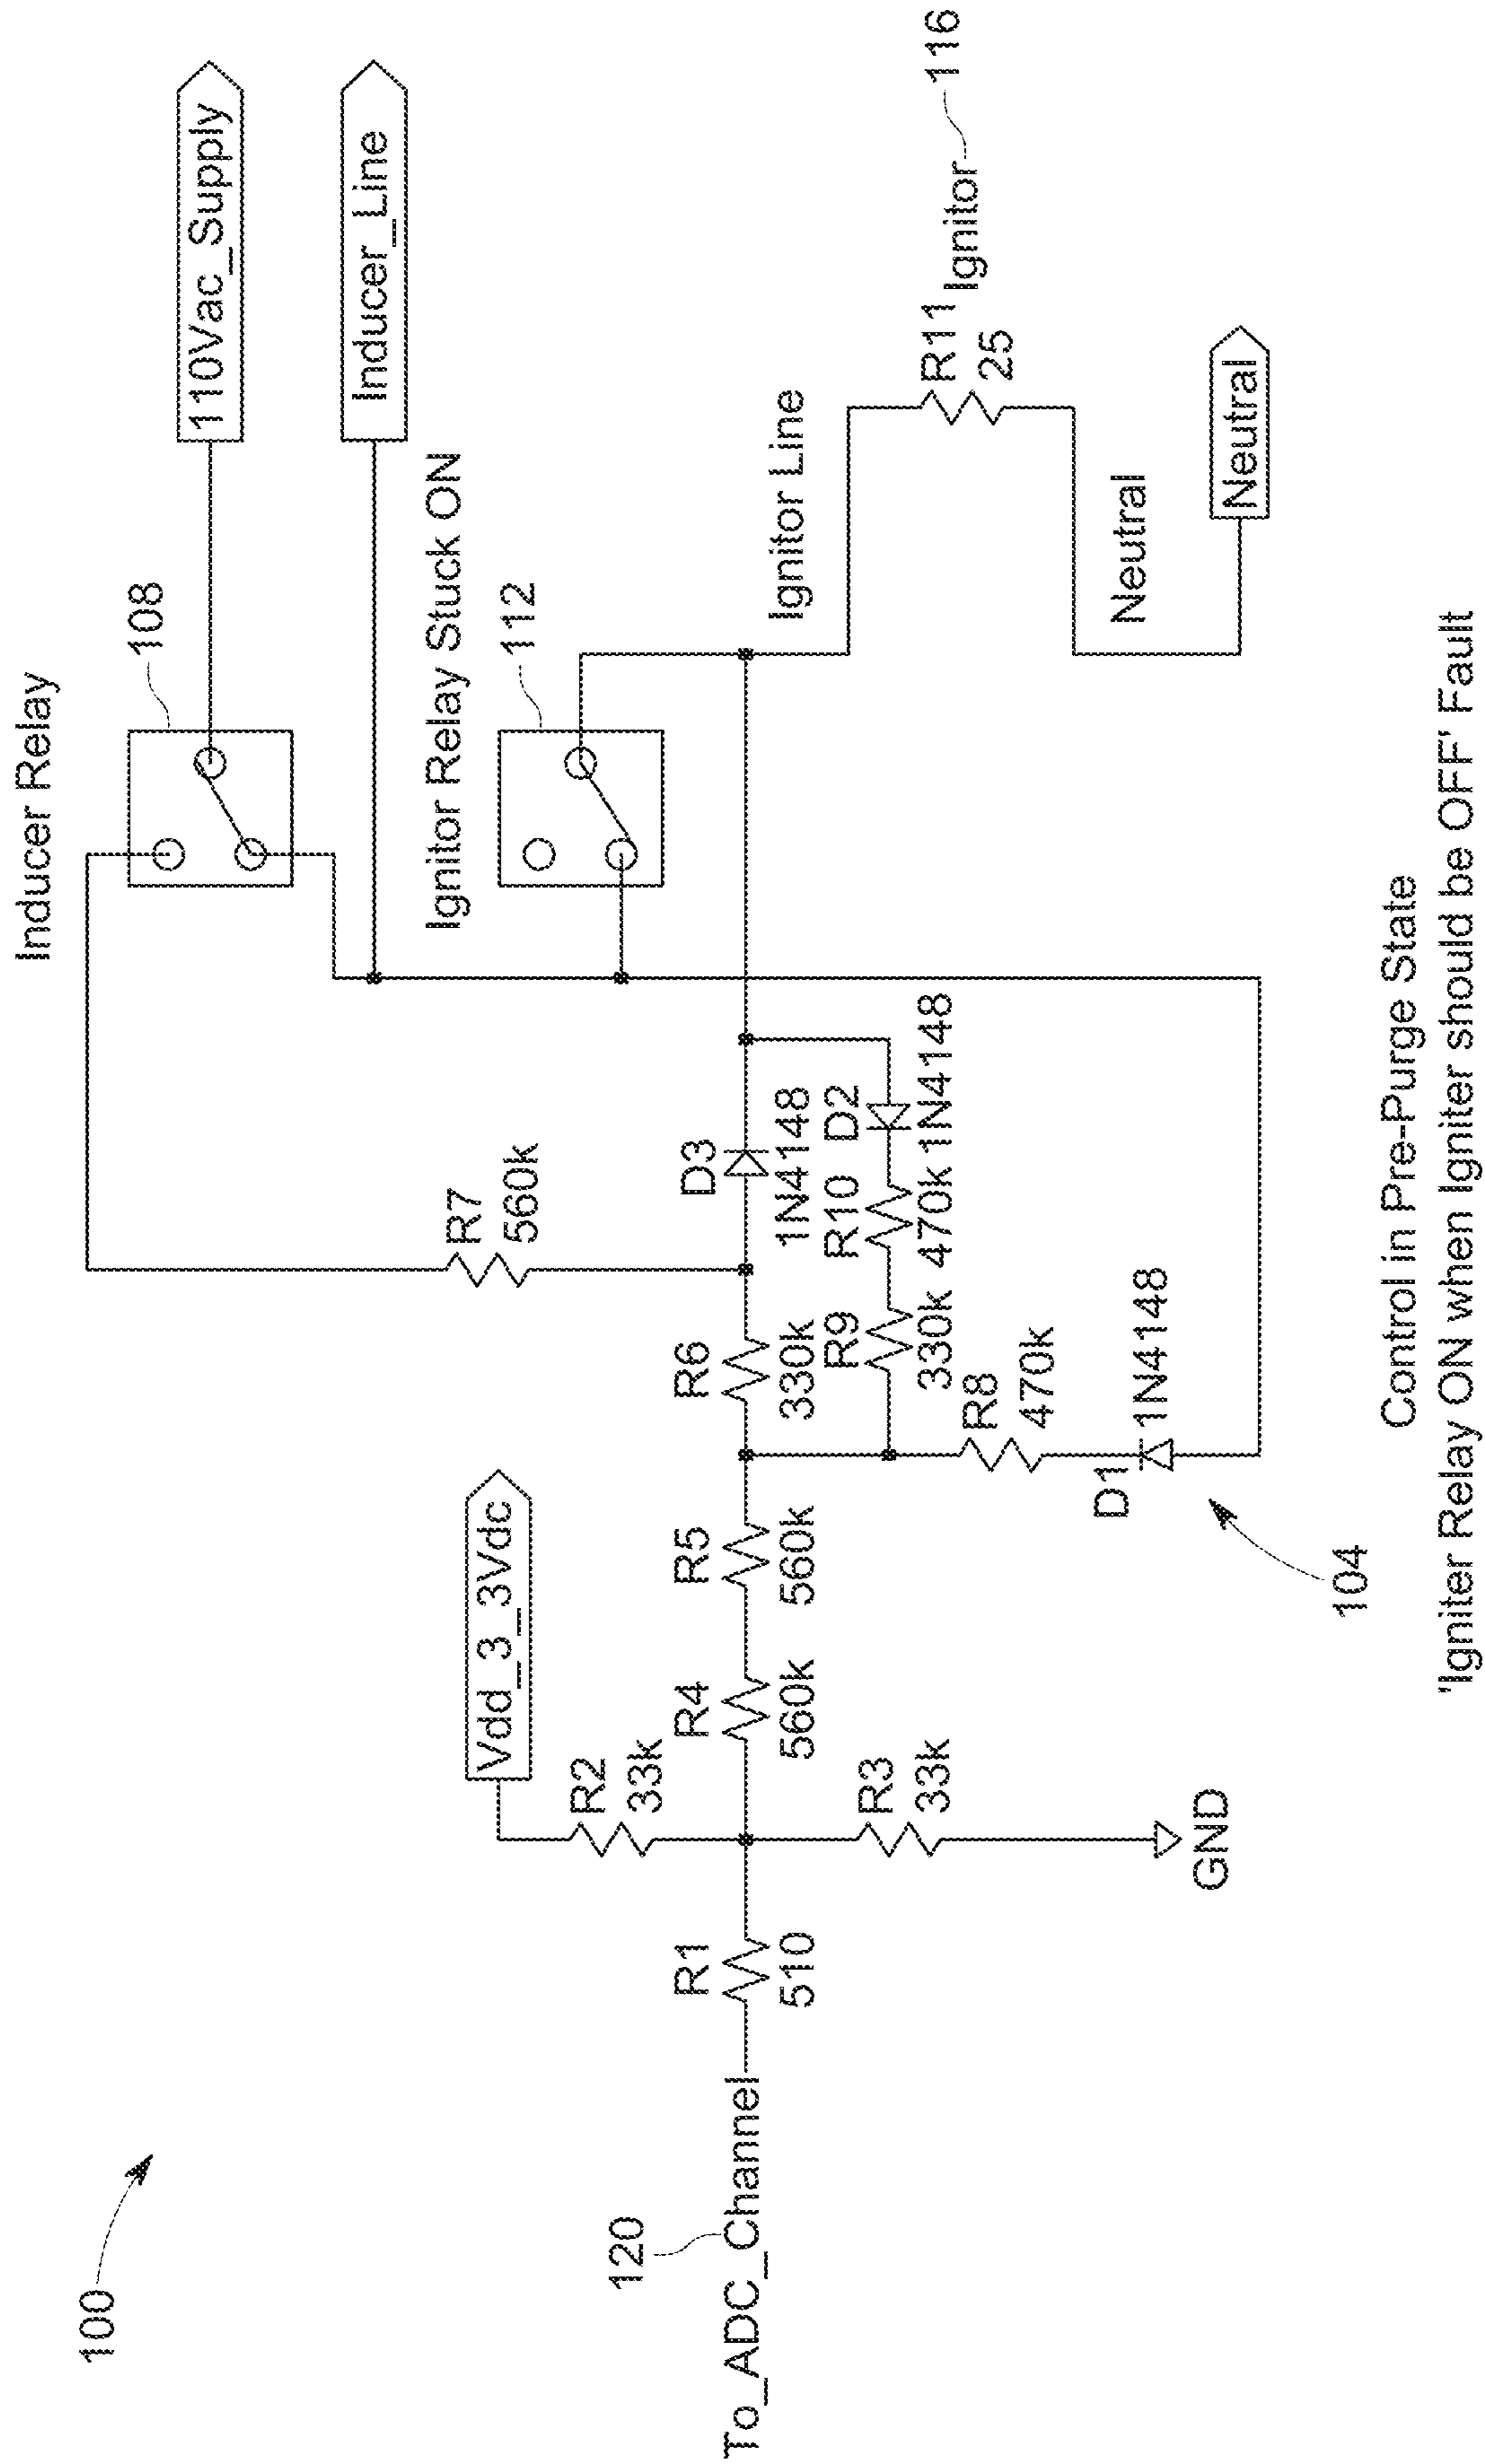 100
Inducer Relay
108
110Vac_Supply
Inducer_Line
Ignitor Relay Stuck ON
112
Vdd_3_3Vdc
R7
560k
R2
33k
120
To_ADC_Channel
R1
510
R4
560k
R5
560k
R6
330k
D3
1N4148
Ignitor Line
R9
330k
R10
470k
D2
1N4148
R3
33k
R8
470k
R11
25
Ignitor
116
D1
1N4148
Neutral
GND
Neutral
104
Control in Pre-Purge State
'Igniter Relay ON when Igniter should be OFF' Fault